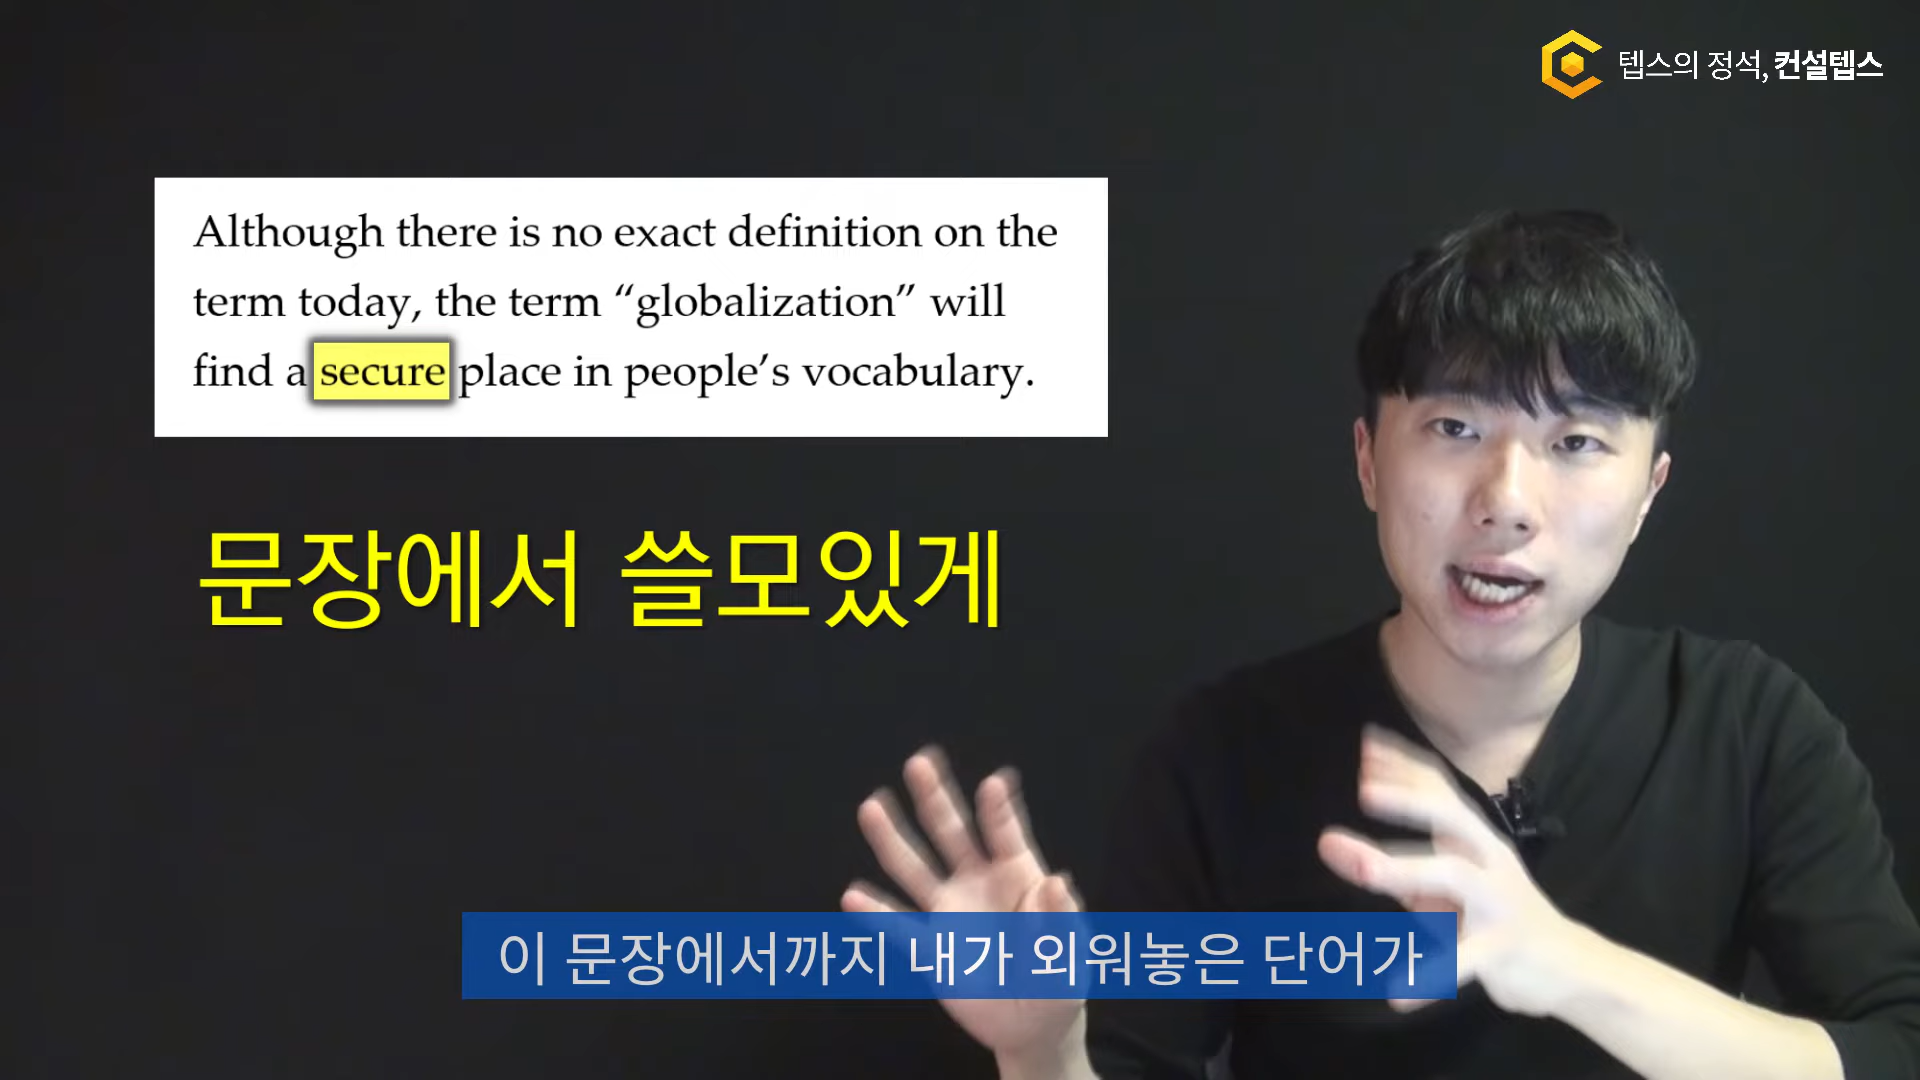 텝스의 정석, 컨설텝스
Although there is no exact definition on the
term today, the term “globalization” will
find a secure place in people’s vocabulary.
문장에서 쓸모있게
이 문장에서까지 내가 외워놓은 단어가